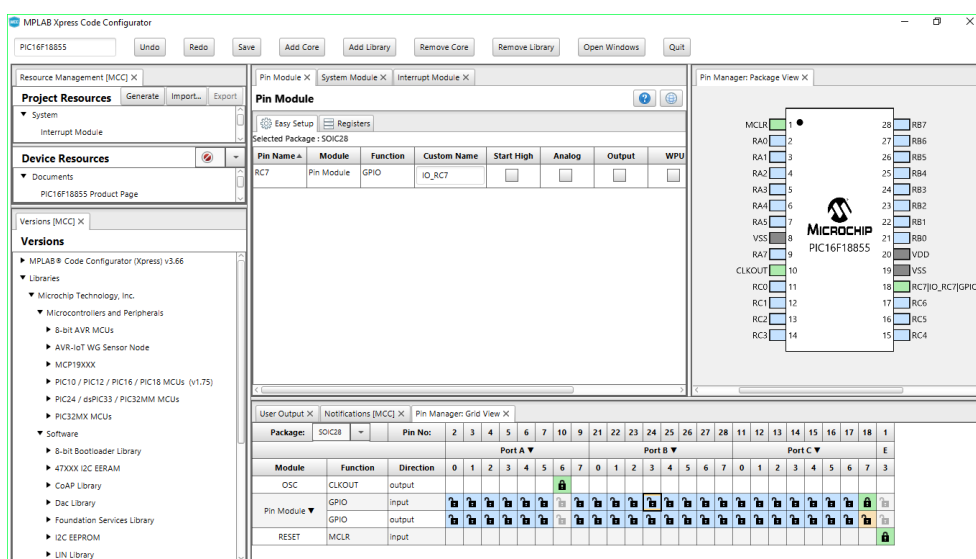 MPLAB Xpress Code Configurator
PIC16F18855 Undo Redo Save Add Core Add Library Remove Core Remove Library Open Windows Quit
Resource Management [MCC] ×
Project Resources Generate Import... Export
▼ System
Interrupt Module
Device Resources
▼ Documents
PIC16F18855 Product Page
Versions [MCC] ×
Versions
▶ MPLAB® Code Configurator (Xpress) v3.66
▼ Libraries
▼ Microchip Technology, Inc.
▼ Microcontrollers and Peripherals
▶ 8-bit AVR MCUs
▶ AVR-IoT WG Sensor Node
▶ MCP19XXX
▶ PIC10 / PIC12 / PIC16 / PIC18 MCUs (v1.75)
▶ PIC24 / dsPIC33 / PIC32MM MCUs
▶ PIC32MX MCUs
▼ Software
▶ 8-bit Bootloader Library
▶ 47XXX I2C EERAM
▶ CoAP Library
▶ Dac Library
▶ Foundation Services Library
▶ I2C EEPROM
▶ LIN Library
Pin Module × System Module × Interrupt Module ×
Pin Module
Easy Setup Registers
Selected Package : SOIC28
Pin Name ▲ Module Function Custom Name Start High Analog Output WPU
RC7 Pin Module GPIO IO_RC7
Pin Manager: Package View ×
MCLR 1 28 RB7
RA0 2 27 RB6
RA1 3 26 RB5
RA2 4 25 RB4
RA3 5 24 RB3
RA4 6 23 RB2
RA5 7 22 RB1
VSS 8 21 RB0
RA7 9 20 VDD
CLKOUT 10 19 VSS
RC0 11 18 RC7|IO_RC7|GPIO
RC1 12 17 RC6
RC2 13 16 RC5
RC3 14 15 RC4
MICROCHIP
PIC16F18855
User Output × Notifications [MCC] × Pin Manager: Grid View ×
Package: SOIC28 Pin No: 2 3 4 5 6 7 10 9 21 22 23 24 25 26 27 28 11 12 13 14 15 16 17 18 1
Port A ▼ Port B ▼ Port C ▼ E
Module Function Direction 0 1 2 3 4 5 6 7 0 1 2 3 4 5 6 7 0 1 2 3 4 5 6 7 3
OSC CLKOUT output
Pin Module ▼ GPIO input
GPIO output
RESET MCLR input